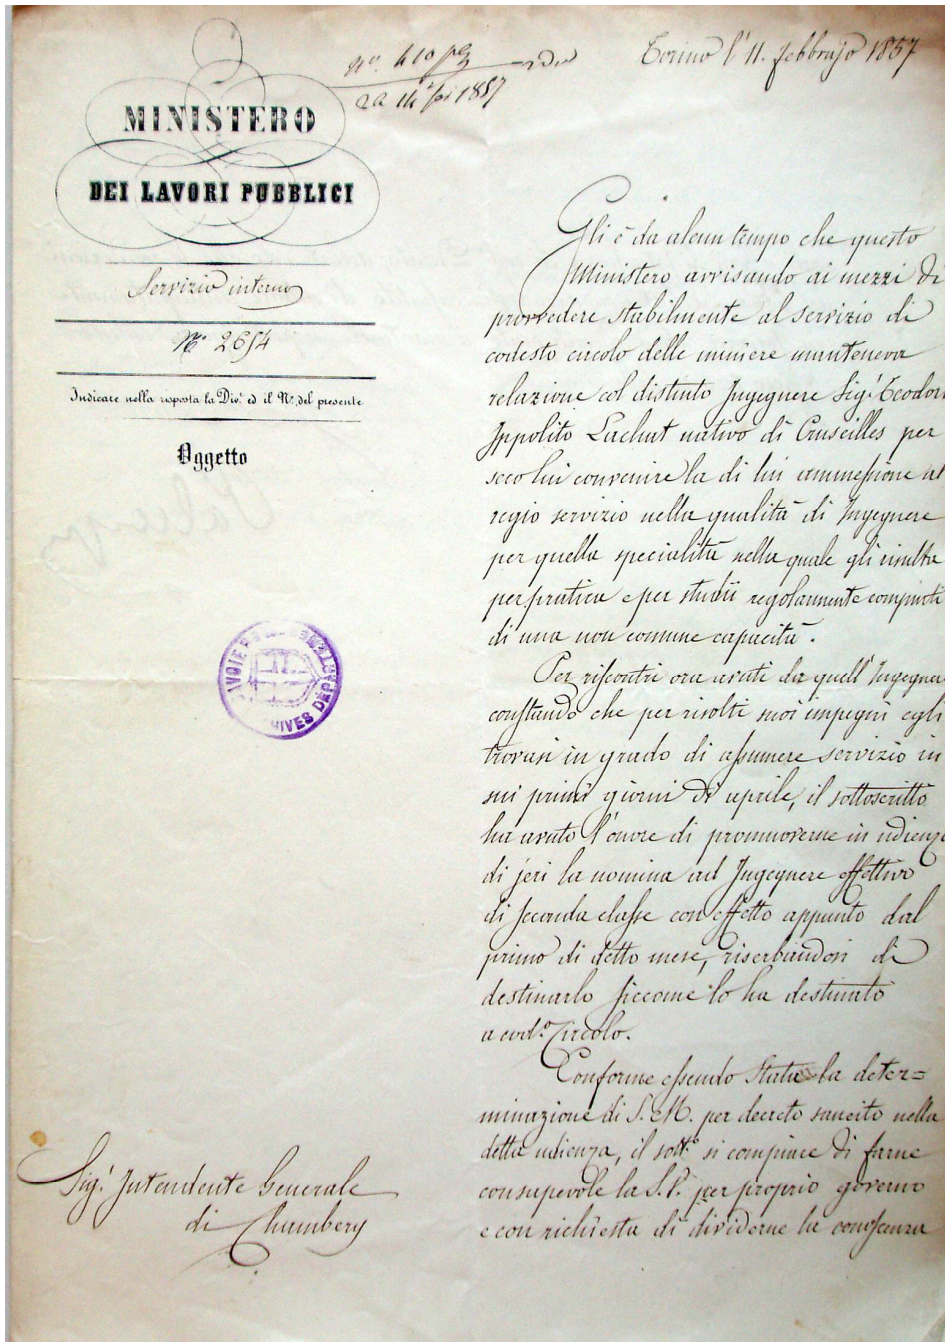 Torino l' 11. febbrajo 1857
22 febb. 1857
MINISTERO
DEI LAVORI PUBBLICI
Servizio interno
N.° 2654
Indicare nella risposta la Div.e ed il N.° del presente
Oggetto
Gli è da alcun tempo che questo
Ministero avvisando ai mezzi di
provvedere stabilmente al servizio di
codesto circolo delle miniere manteneva
relazione col distinto Ingegnere Sig.r Teodoro
Ippolito Lachat nativo di Cruseilles per
seco lui convenire la di lui ammessione al
regio servizio nella qualità di Ingegnere
per quella specialità nella quale gli risulta
per pratica e per studii regolarmente compiuti
di una non comune capacità.
Per riscontri ora avuti da quell' Ingegnere
constando che per risolti suoi impegni egli
trovasi in grado di assumere servizio in
sui primi giorni di aprile, il sottoscritto
ha avuto l'onore di promuoverne in udienza
di jeri la nomina ad Ingegnere effettivo
di seconda classe con effetto appunto dal
primo di detto mese, riserbandosi di
destinarlo siccome lo ha destinato
a cod.° Circolo.
Conforme essendo stata la deter=
minazione di S. M. per decreto sancito nella
detta udienza, il sott.° si compiace di farne
consapevole la S. V. per proprio governo
e con richiesta di dividerne la conoscenza
Sig.r Intendente Generale
di Chambery